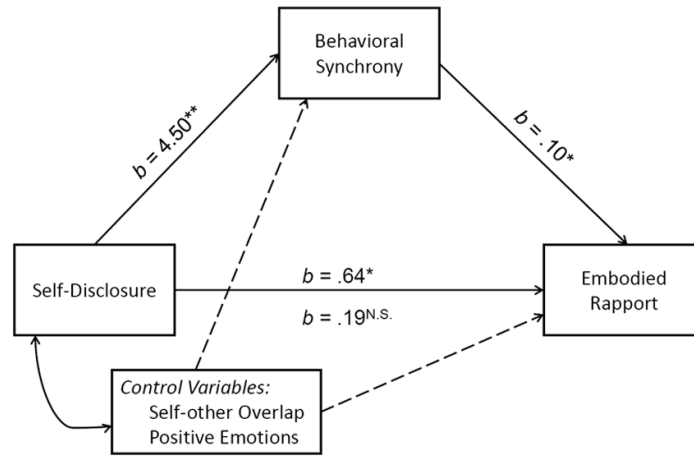 Behavioral
Synchrony
b = 4.50**
b = .10*
Self-Disclosure
b = .64*
b = .19N.S.
Embodied
Rapport
Control Variables:
Self-other Overlap
Positive Emotions